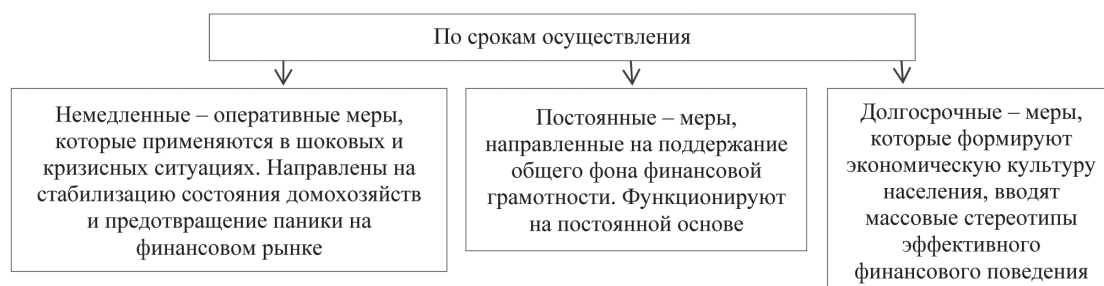 По срокам осуществления
Немедленные – оперативные меры,
которые применяются в шоковых и
кризисных ситуациях. Направлены на
стабилизацию состояния домохозяйств
и предотвращение паники на
финансовом рынке
Постоянные – меры,
направленные на поддержание
общего фона финансовой
грамотности. Функционируют
на постоянной основе
Долгосрочные – меры,
которые формируют
экономическую культуру
населения, вводят
массовые стереотипы
эффективного
финансового поведения